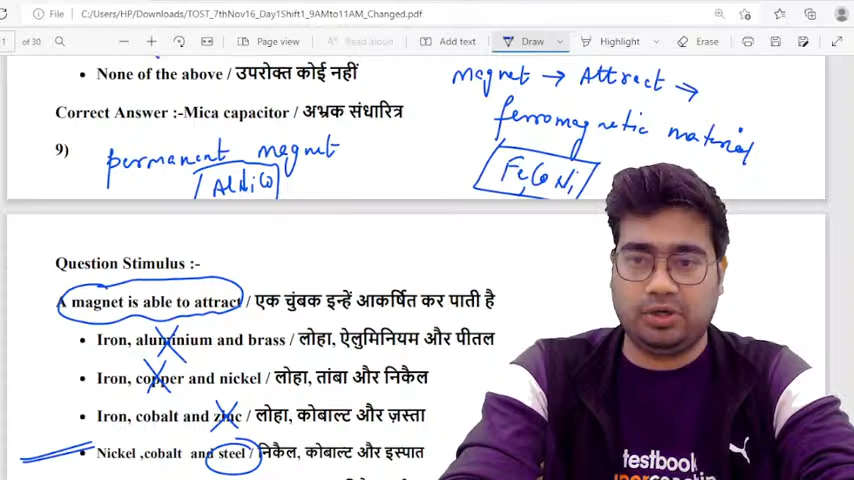 File C:/Users/HP/Downloads/TOST_7thNov16_Day1Shift1_9AMto11AM_Changed.pdf
1 of 30 Page view Read aloud Add text Draw Highlight Erase
• None of the above / उपरोक्त कोई नहीं
magnet → Attract →
Correct Answer :-Mica capacitor / अभ्रक संधारित्र
ferromagnetic material
9) permanent magnet
AlNiCo
Fe Co Ni
Question Stimulus :-
A magnet is able to attract / एक चुंबक इन्हें आकर्षित कर पाती है
• Iron, aluminium and brass / लोहा, ऐलुमिनियम और पीतल
• Iron, copper and nickel / लोहा, तांबा और निकैल
• Iron, cobalt and zinc / लोहा, कोबाल्ट और ज़स्ता
• Nickel ,cobalt and steel / निकैल, कोबाल्ट और इस्पात
testbook